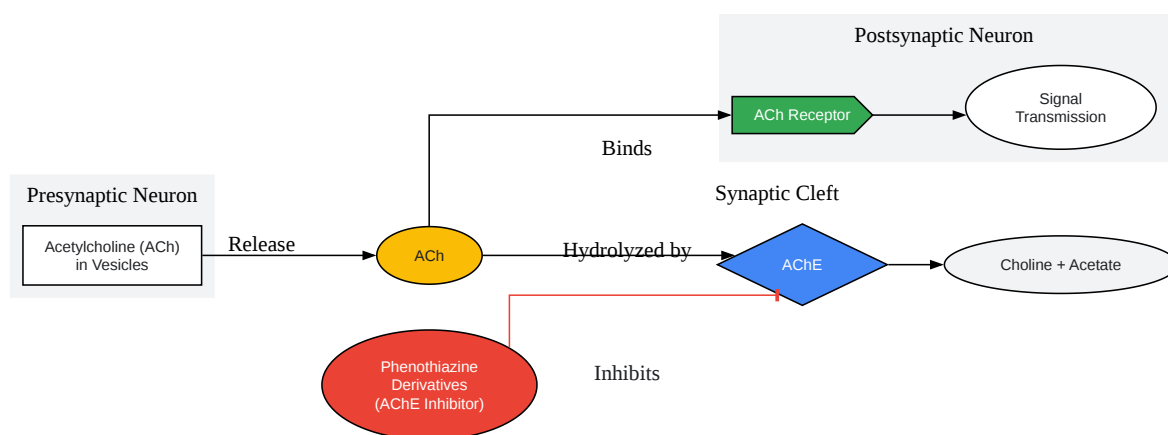 Postsynaptic Neuron
ACh Receptor
Signal
Transmission
Binds
Presynaptic Neuron
Synaptic Cleft
Acetylcholine (ACh)
in Vesicles
Release
ACh
Hydrolyzed by
AChE
Choline + Acetate
Phenothiazine
Derivatives
(AChE Inhibitor)
Inhibits